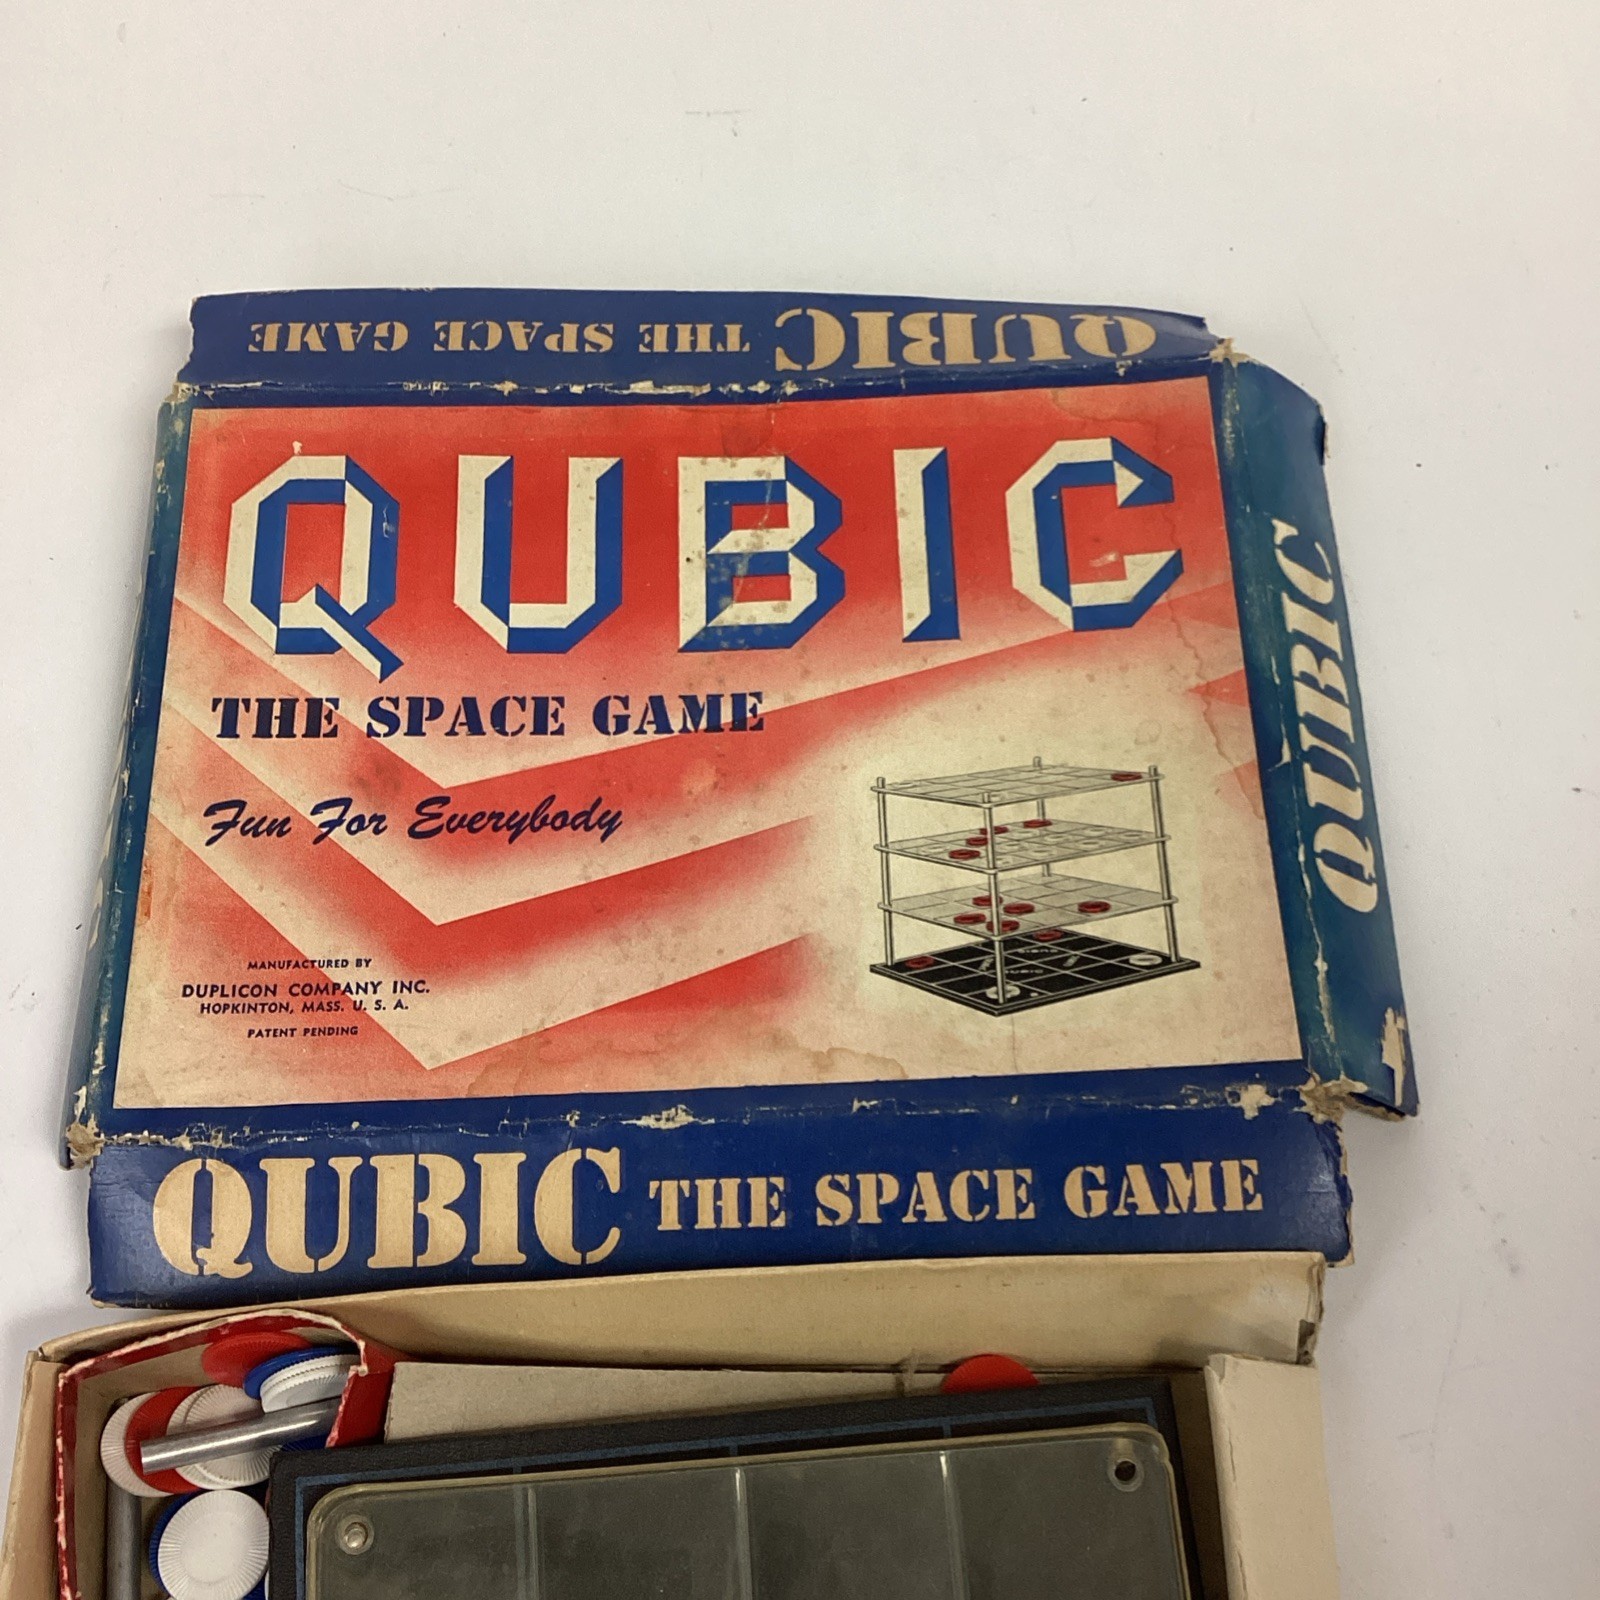 QUBIC THE SPACE GAME
QUBIC
THE SPACE GAME
Fun For Everybody
MANUFACTURED BY
DUPLICON COMPANY INC.
HOPKINTON, MASS. U. S. A.
PATENT PENDING
QUBIC
QUBIC THE SPACE GAME